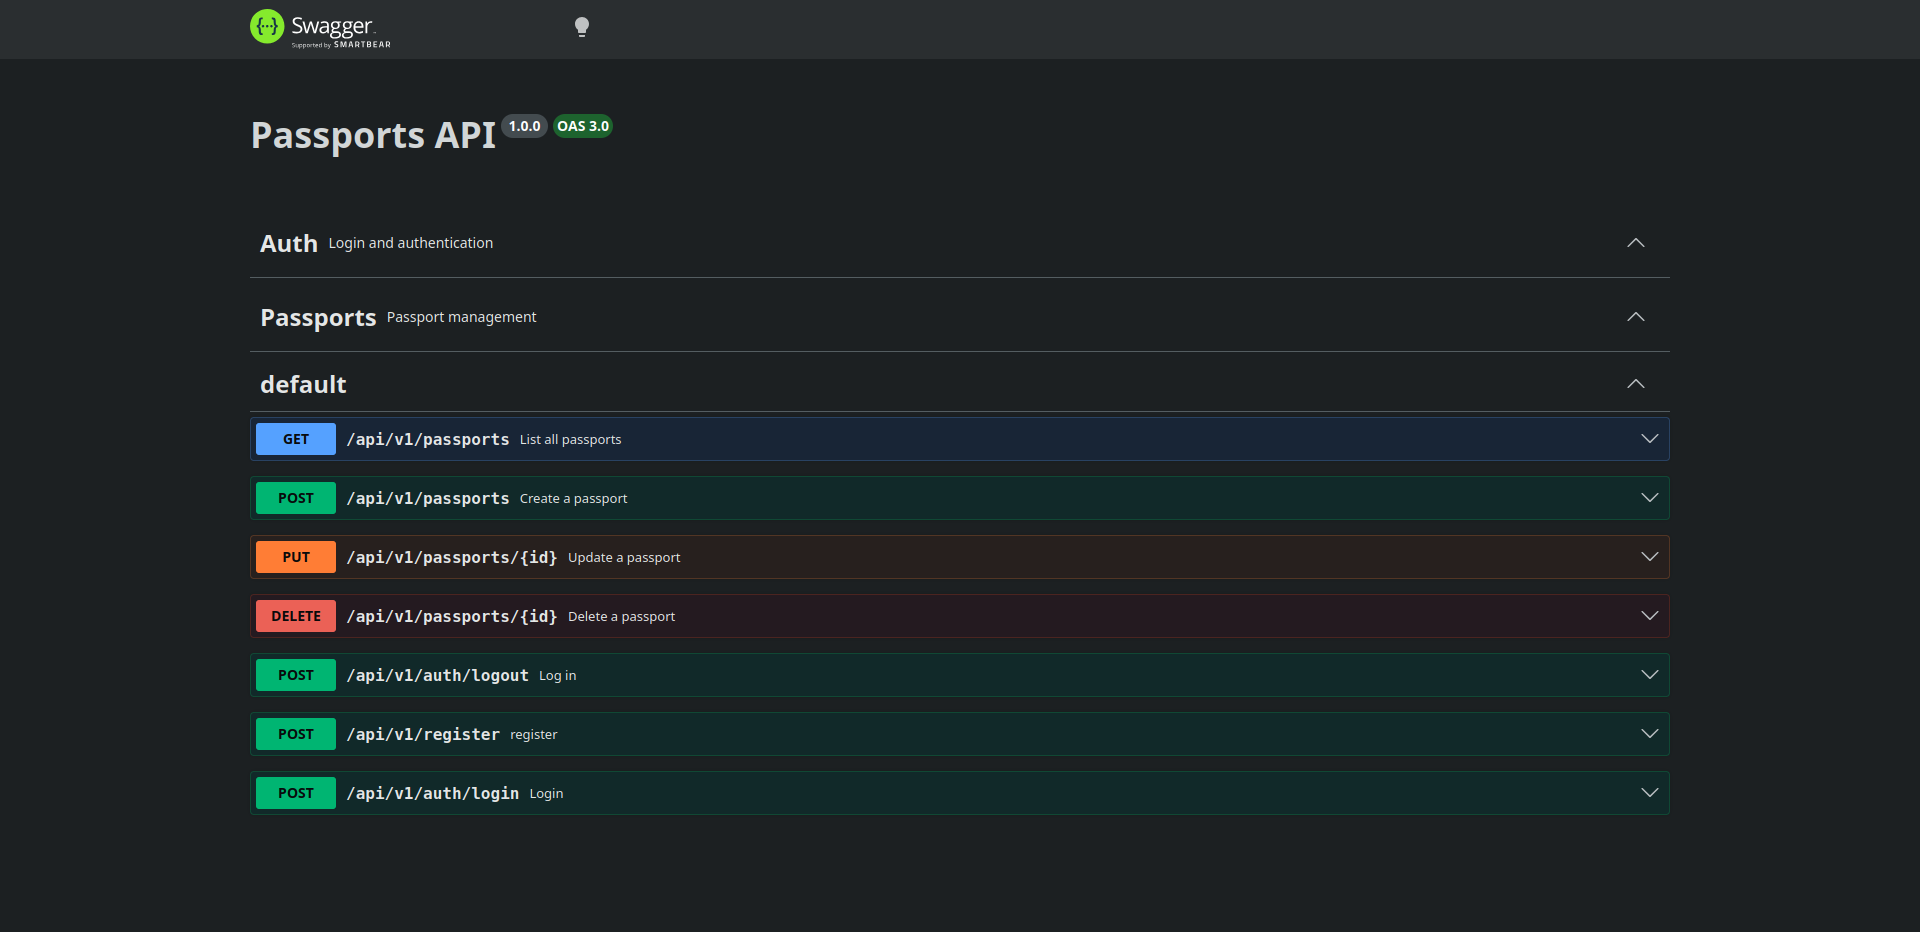 {...} Swagger
Supported by SMARTBEAR
Passports API 1.0.0 OAS 3.0
Auth Login and authentication
Passports Passport management
default
GET /api/v1/passports List all passports
POST /api/v1/passports Create a passport
PUT /api/v1/passports/{id} Update a passport
DELETE /api/v1/passports/{id} Delete a passport
POST /api/v1/auth/logout Log in
POST /api/v1/register register
POST /api/v1/auth/login Login